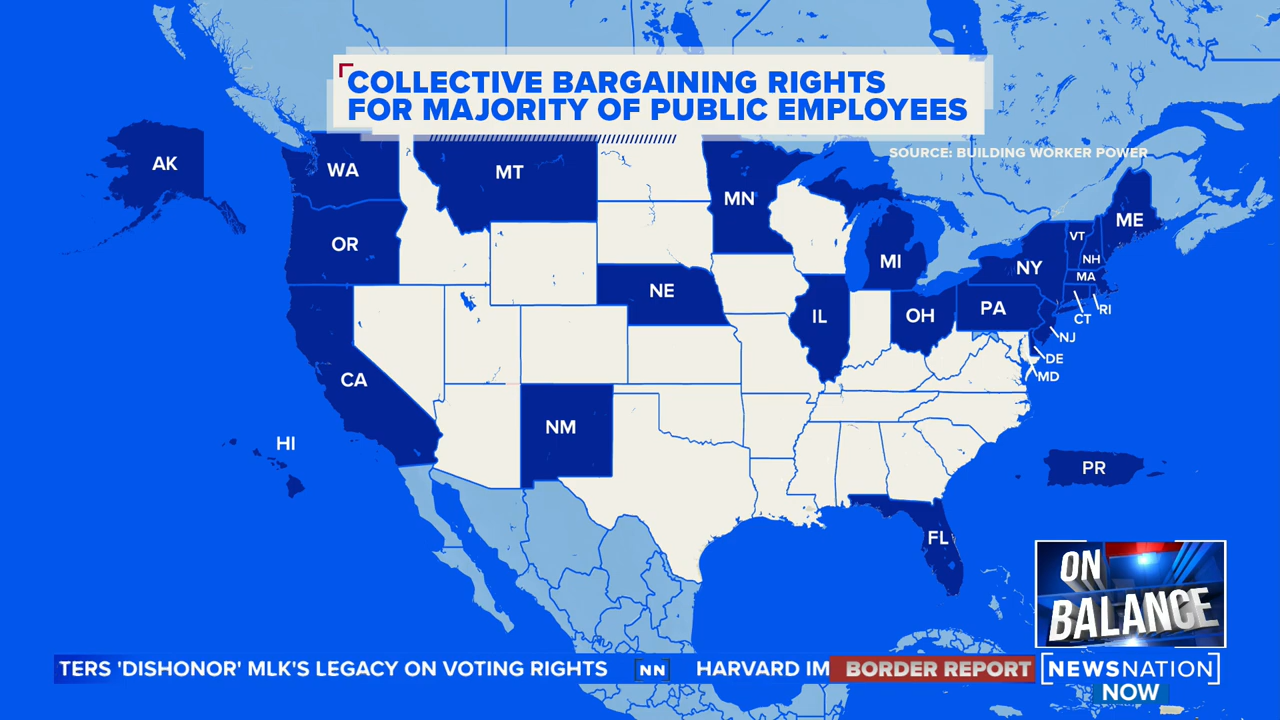 COLLECTIVE BARGAINING RIGHTS
FOR MAJORITY OF PUBLIC EMPLOYEES
SOURCE: BUILDING WORKER POWER
AK
WA
MT
MN
ME
OR
VT
NH
NY
MA
MI
NE
IL
OH
PA
RI
CT
NJ
DE
MD
CA
NM
HI
PR
FL
ON
BALANCE
TERS 'DISHONOR' MLK'S LEGACY ON VOTING RIGHTS NN HARVARD IM BORDER REPORT NEWSNATION
NOW